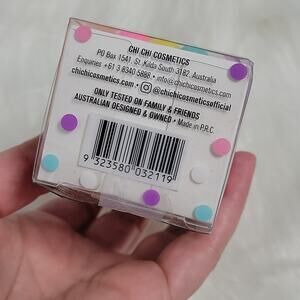 CHI CHI COSMETICS
PO Box 1541 St. Kilda South 3182, Australia
Enquiries +61 3 8340 5888 • info@chichicosmetics.com
chichicosmetics.com • @chichicosmeticsofficial
ONLY TESTED ON FAMILY & FRIENDS
AUSTRALIAN DESIGNED & OWNED • Made in P.R.C.
9 323580 032119